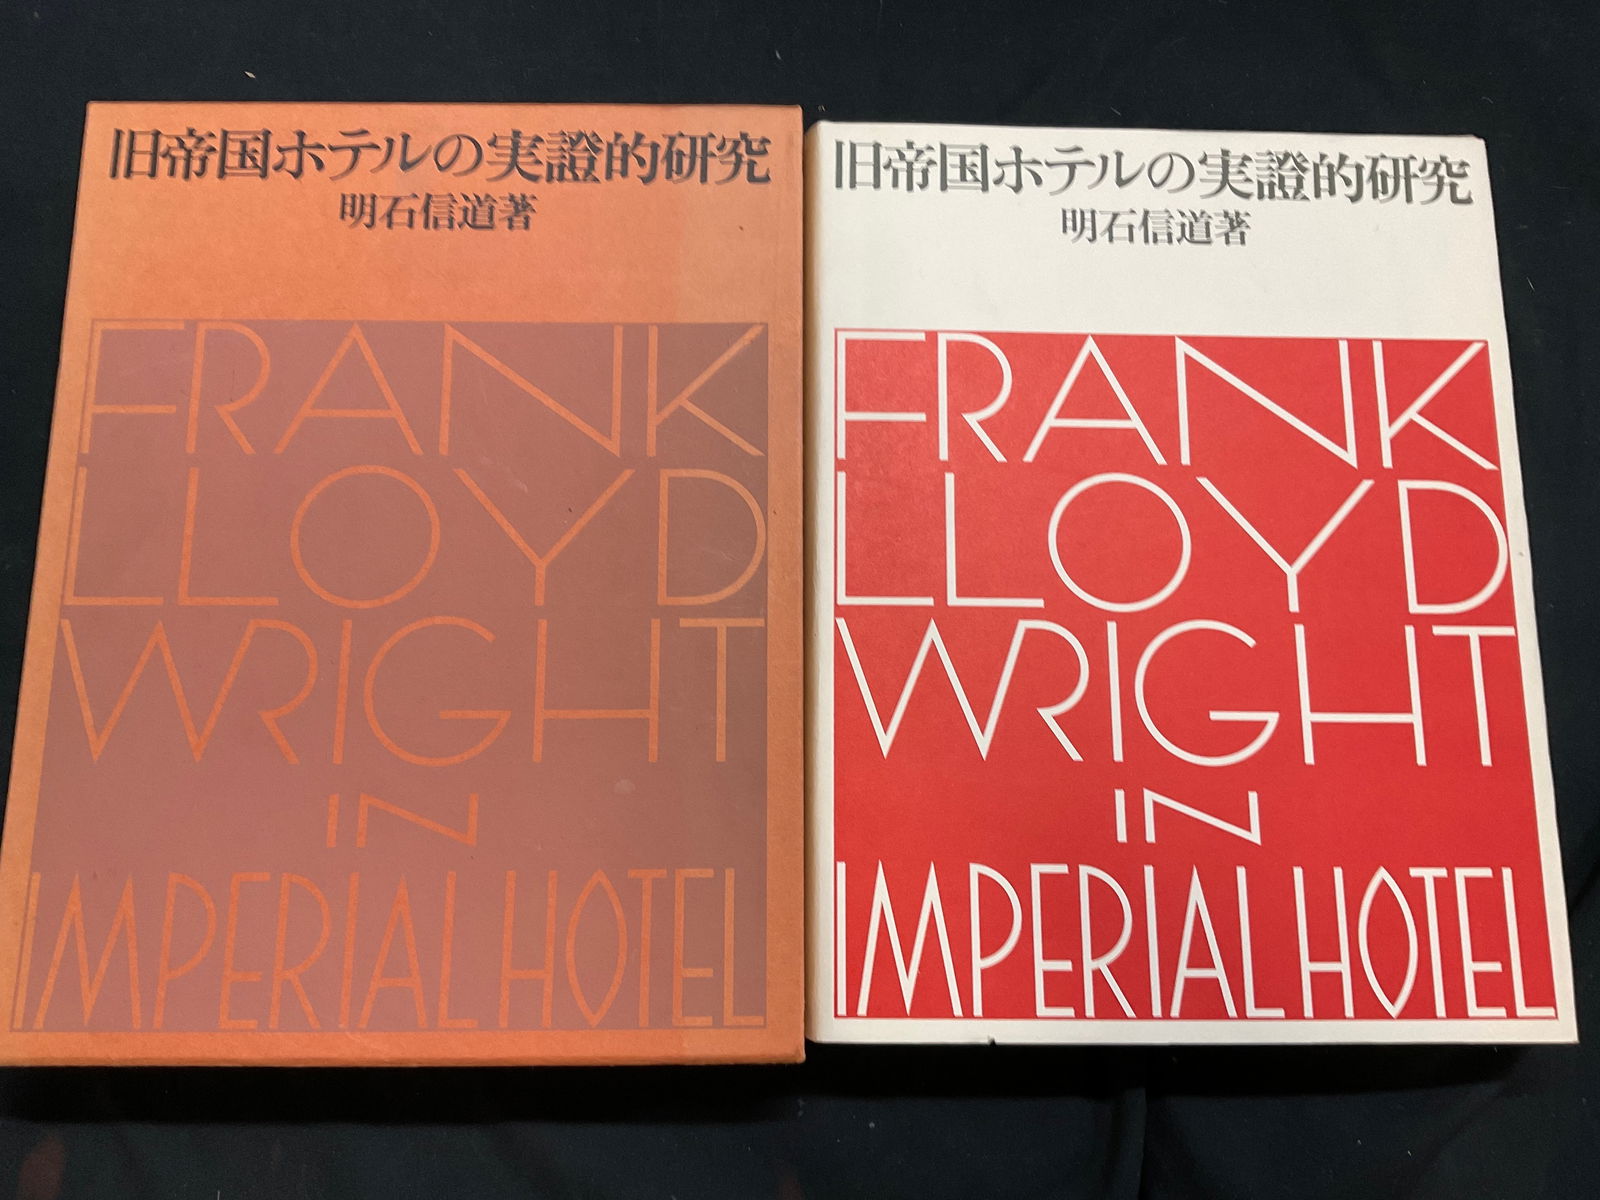 旧帝国ホテルの実證的研究
明石信道著
FRANK
LLOYD
WRIGHT
IN
IMPERIAL HOTEL
旧帝国ホテルの実證的研究
明石信道著
FRANK
LLOYD
WRIGHT
IN
IMPERIAL HOTEL